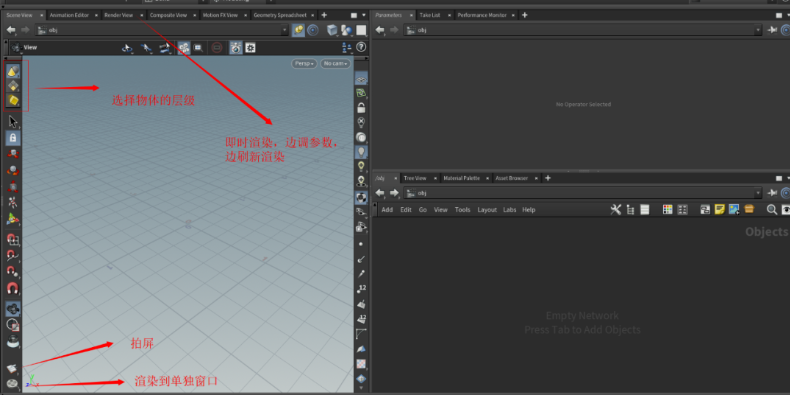 Scene View
Animation Editor
Render View
Composite View
Motion FX View
Geometry Spreadsheet
Parameters
Take List
Performance Monitor
obj
obj
View
Persp
No cam
选择物体的层级
No Operator Selected
即时渲染，边调参数，
边刷新渲染
/obj
Tree View
Material Palette
Asset Browser
obj
Add Edit Go View Tools Layout Labs Help
Objects
Empty Network
Press Tab to Add Objects
.12
拍屏
渲染到单独窗口